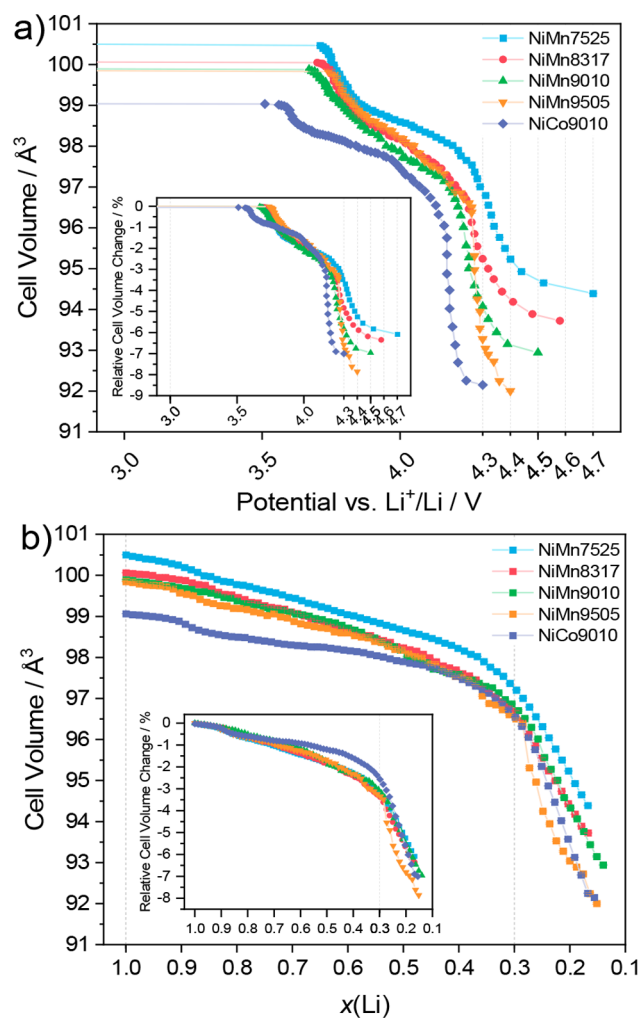 a)
101
100
99
98
97
96
95
94
93
92
91
Cell Volume / Å³
NiMn7525
NiMn8317
NiMn9010
NiMn9505
NiCo9010
0
-1
-2
-3
-4
-5
-6
-7
-8
-9
Relative Cell Volume Change / %
3.0 3.5 4.0 4.3 4.4 4.5 4.6 4.7
3.0 3.5 4.0 4.3 4.4 4.5 4.6 4.7
Potential vs. Li⁺/Li / V
b)
101
100
99
98
97
96
95
94
93
92
91
Cell Volume / Å³
NiMn7525
NiMn8317
NiMn9010
NiMn9505
NiCo9010
0
-1
-2
-3
-4
-5
-6
-7
-8
Relative Cell Volume Change / %
1.0 0.9 0.8 0.7 0.6 0.5 0.4 0.3 0.2 0.1
1.0 0.9 0.8 0.7 0.6 0.5 0.4 0.3 0.2 0.1
x(Li)